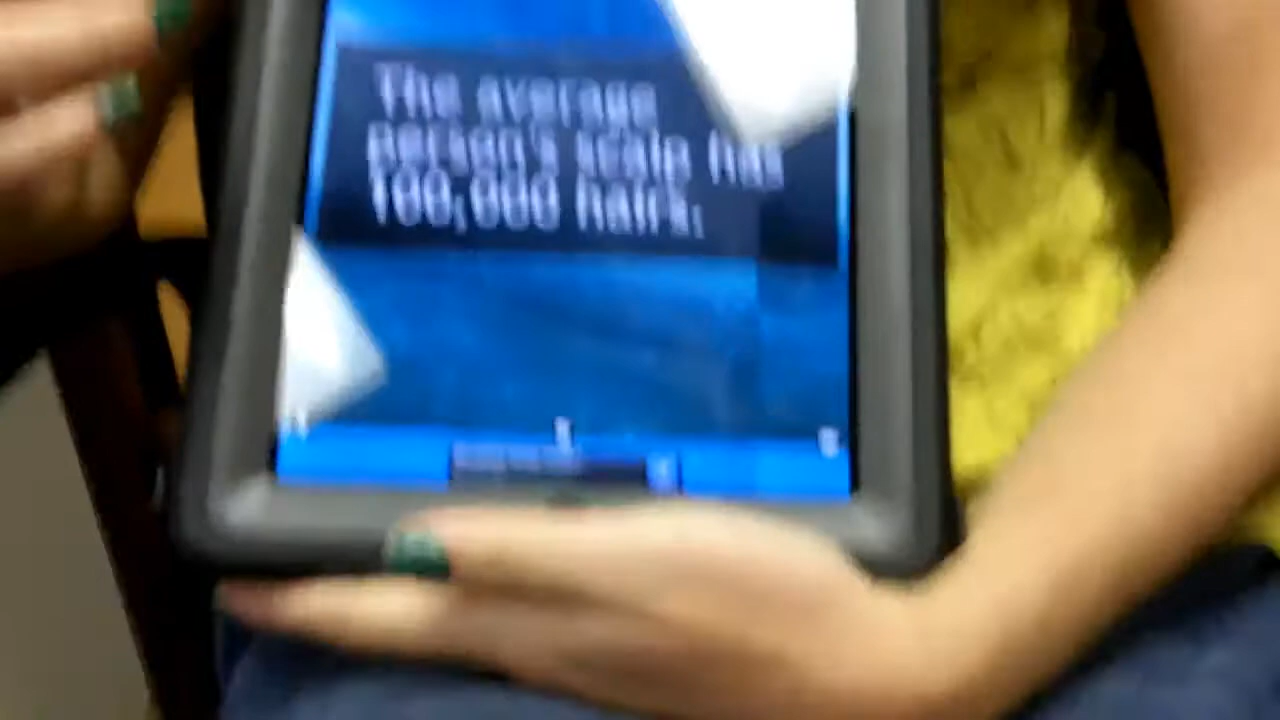 The average
person's scalp has
100,000 hairs.